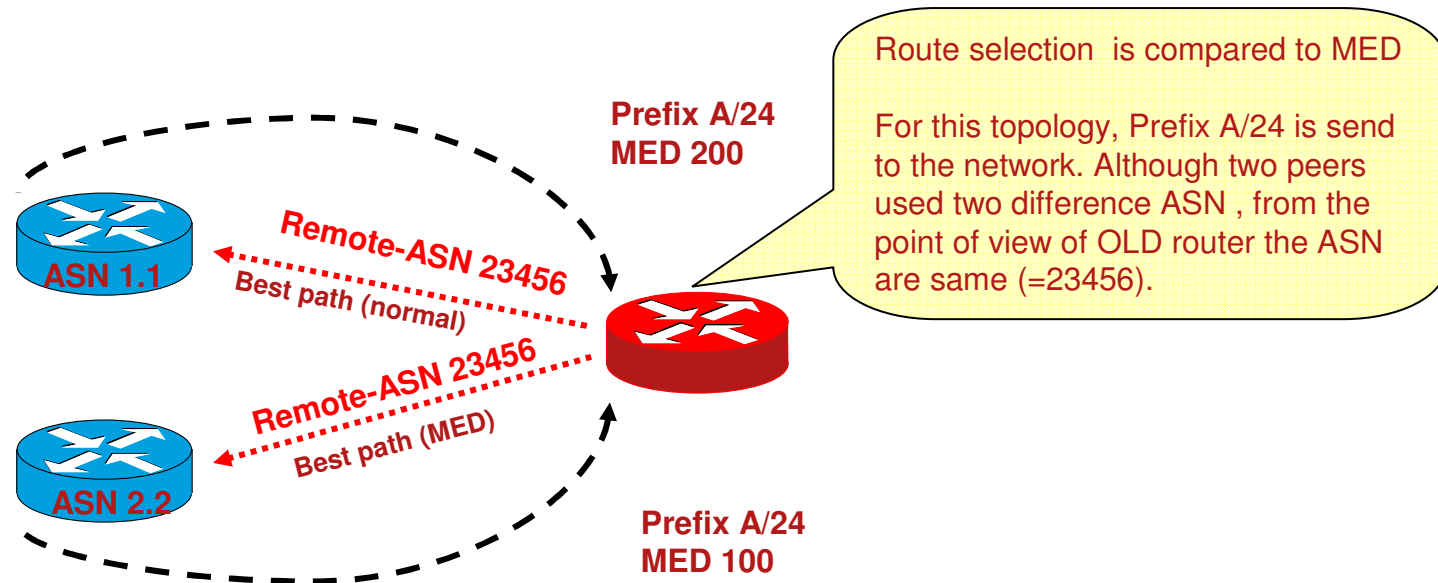 Route selection  is compared to MED
For this topology, Prefix A/24 is send
to the network. Although two peers
used two difference ASN , from the
point of view of OLD router the ASN
are same (=23456).
Prefix A/24
MED 200
ASN 1.1
Remote-ASN 23456
Best path (normal)
Remote-ASN 23456
Best path (MED)
ASN 2.2
Prefix A/24
MED 100